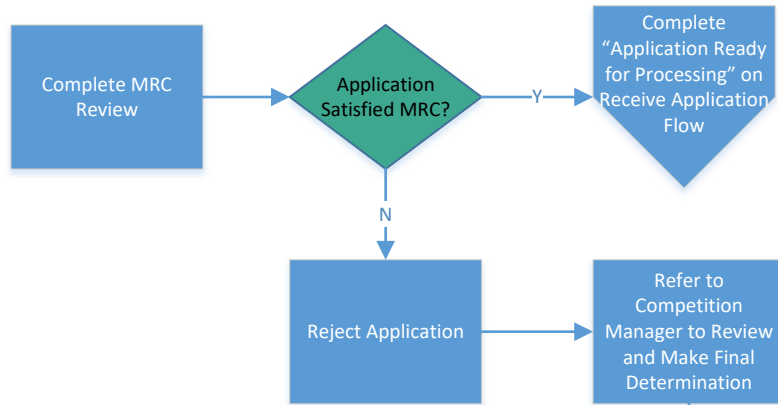 Complete MRC
Review
Application
Satisfied MRC?
Y
Complete
“Application Ready
for Processing” on
Receive Application
Flow
N
Reject Application
Refer to
Competition
Manager to Review
and Make Final
Determination